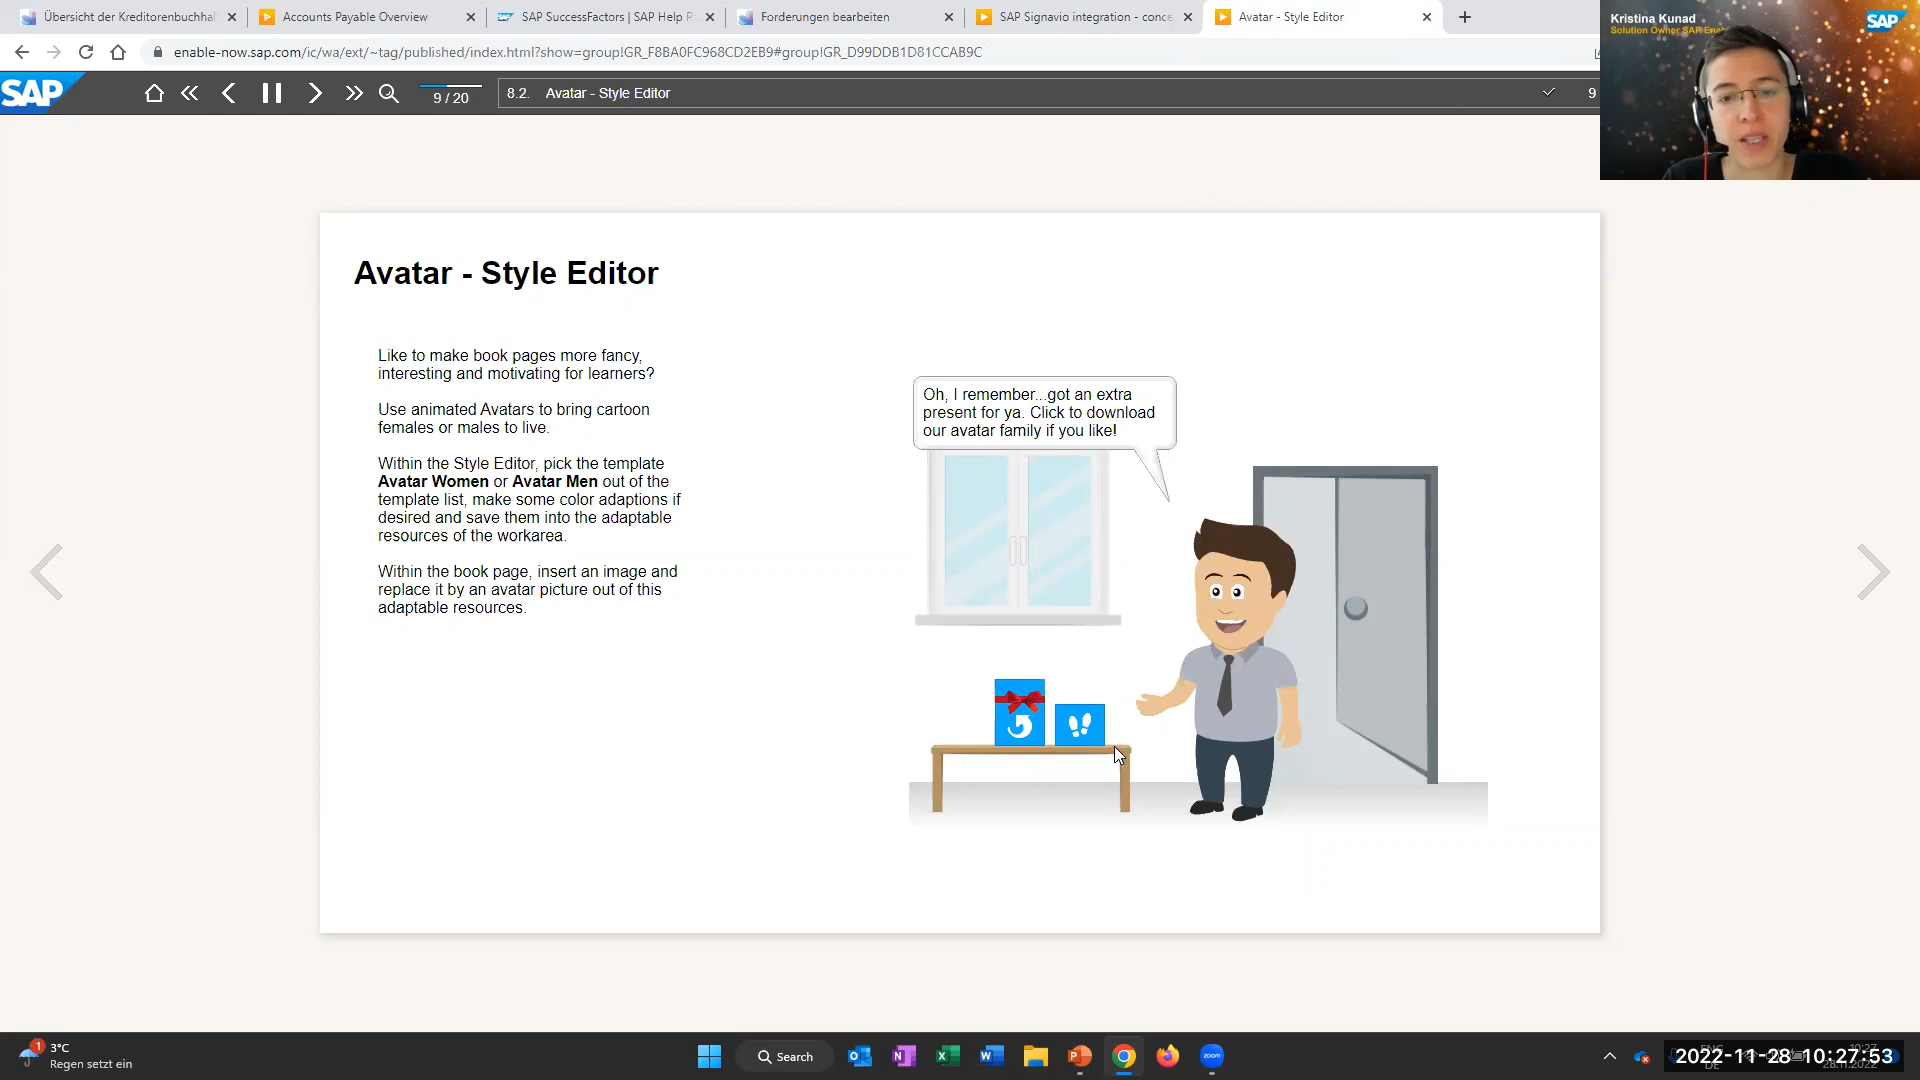 Übersicht der Kreditorenbuchhal
Accounts Payable Overview
SAP SuccessFactors | SAP Help P
Forderungen bearbeiten
SAP Signavio integration - conce
Avatar - Style Editor
enable-now.sap.com/ic/wa/ext/~tag/published/index.html?show=group!GR_F8BA0FC968CD2EB9#group!GR_D99DDB1D81CCAB9C
Kristina Kunad
Solution Owner SAP Enab
SAP
SAP
9 / 20
8.2. Avatar - Style Editor
9
Avatar - Style Editor
Like to make book pages more fancy,
interesting and motivating for learners?
Use animated Avatars to bring cartoon
females or males to live.
Within the Style Editor, pick the template
Avatar Women or Avatar Men out of the
template list, make some color adaptions if
desired and save them into the adaptable
resources of the workarea.
Within the book page, insert an image and
replace it by an avatar picture out of this
adaptable resources.
Oh, I remember...got an extra
present for ya. Click to download
our avatar family if you like!
1
3°C
Regen setzt ein
Search
zoom
2022-11-28 10:27:53